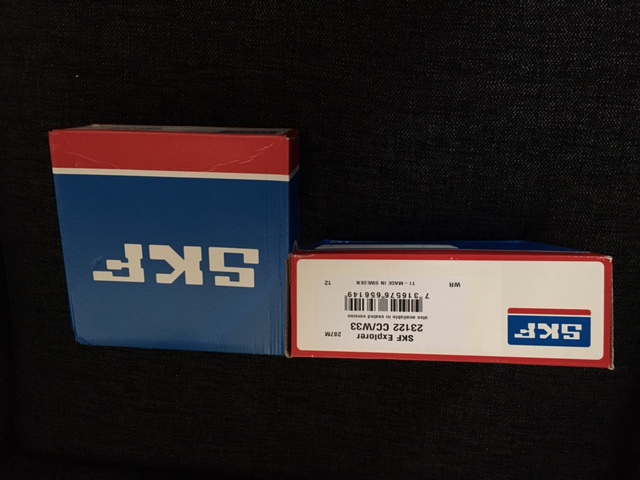 SKF
SKF
SKF Explorer
23122 CC/W33
also available in sealed version
7 316576 656149
287M
WR
11 - MADE IN SWEDEN
12